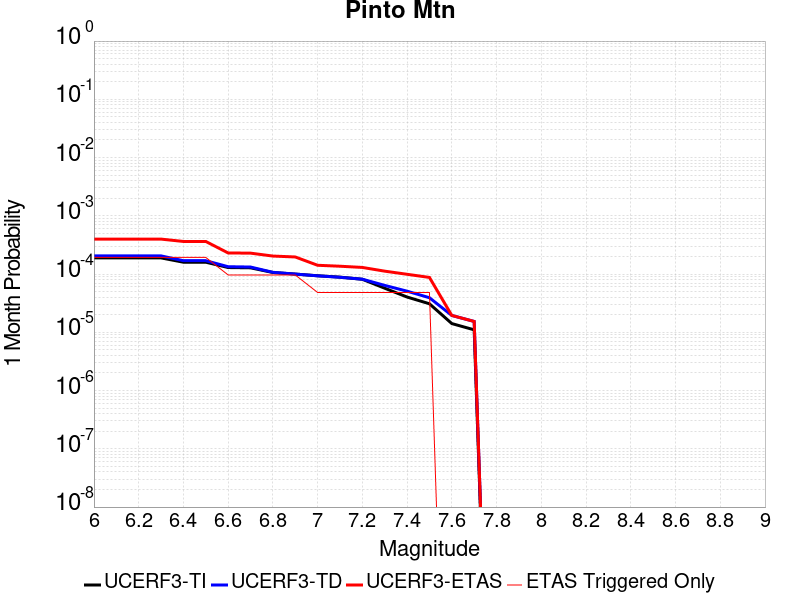 Pinto Mtn
10^0
10^-1
10^-2
10^-3
10^-4
10^-5
10^-6
10^-7
10^-8
1 Month Probability
6 6.2 6.4 6.6 6.8 7 7.2 7.4 7.6 7.8 8 8.2 8.4 8.6 8.8 9
Magnitude
UCERF3-TI UCERF3-TD UCERF3-ETAS ETAS Triggered Only